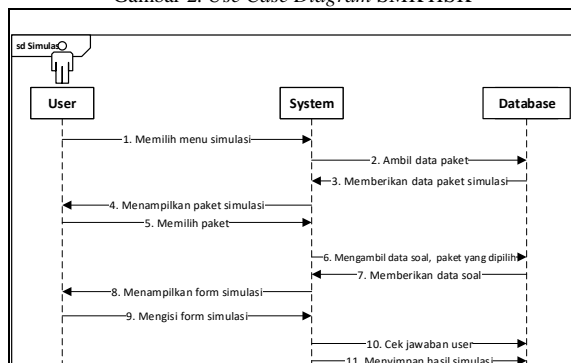 Gambar 2. Use Case Diagram SMKHSK
sd Simulas
User
System
Database
1. Memilih menu simulasi
2. Ambil data paket
3. Memberikan data paket simulasi
4. Menampilkan paket simulasi
5. Memilih paket
6. Mengambil data soal, paket yang dipilih
7. Memberikan data soal
8. Menampilkan form simulasi
9. Mengisi form simulasi
10. Cek jawaban user
11. Menyimpan hasil simulasi